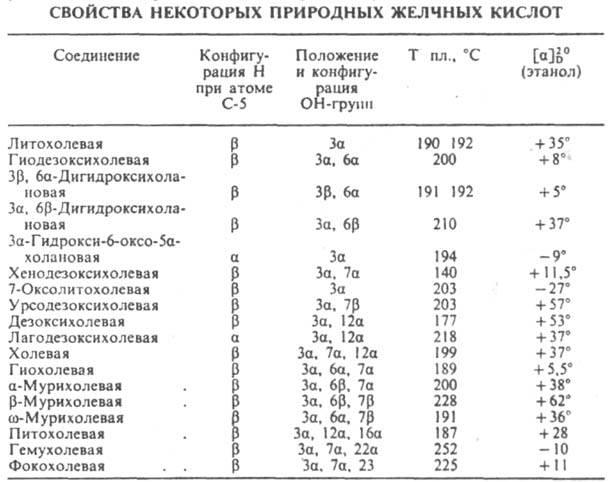 СВОЙСТВА НЕКОТОРЫХ ПРИРОДНЫХ ЖЕЛЧНЫХ КИСЛОТ
Соединение Конфигу- Положение Т пл., °С [α]²⁰D
рация Н и конфигу- (этанол)
при атоме рация
С-5 ОН-групп
Литохолевая β 3α 190 192 +35°
Гиодезоксихолевая β 3α, 6α 200 +8°
3β, 6α-Дигидроксихола-
новая β 3β, 6α 191 192 +5°
3α, 6β-Дигидроксихола-
новая β 3α, 6β 210 +37°
3α-Гидрокси-6-оксо-5α-
холановая α 3α 194 −9°
Хенодезоксихолевая β 3α, 7α 140 +11,5°
7-Оксолитохолевая β 3α 203 −27°
Урсодезоксихолевая β 3α, 7β 203 +57°
Дезоксихолевая β 3α, 12α 177 +53°
Лагодезоксихолевая α 3α, 12α 218 +37°
Холевая β 3α, 7α, 12α 199 +37°
Гиохолевая β 3α, 6α, 7α 189 +5,5°
α-Мурихолевая . β 3α, 6β, 7α 200 +38°
β-Мурихолевая . β 3α, 6β, 7β 228 +62°
ω-Мурихолевая β 3α, 6α, 7β 191 +36°
Питохолевая β 3α, 12α, 16α 187 +28
Гемухолевая β 3α, 7α, 22α 252 −10
Фокохолевая . . β 3α, 7α, 23 225 +11